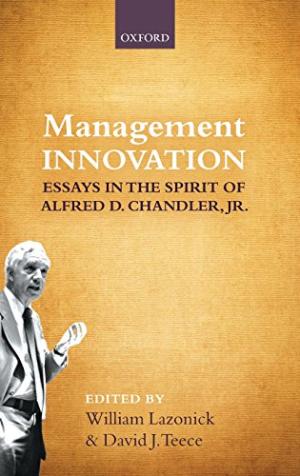 OXFORD
Management
INNOVATION
ESSAYS IN THE SPIRIT OF
ALFRED D. CHANDLER, JR.
EDITED BY
William Lazonick
& David J. Teece